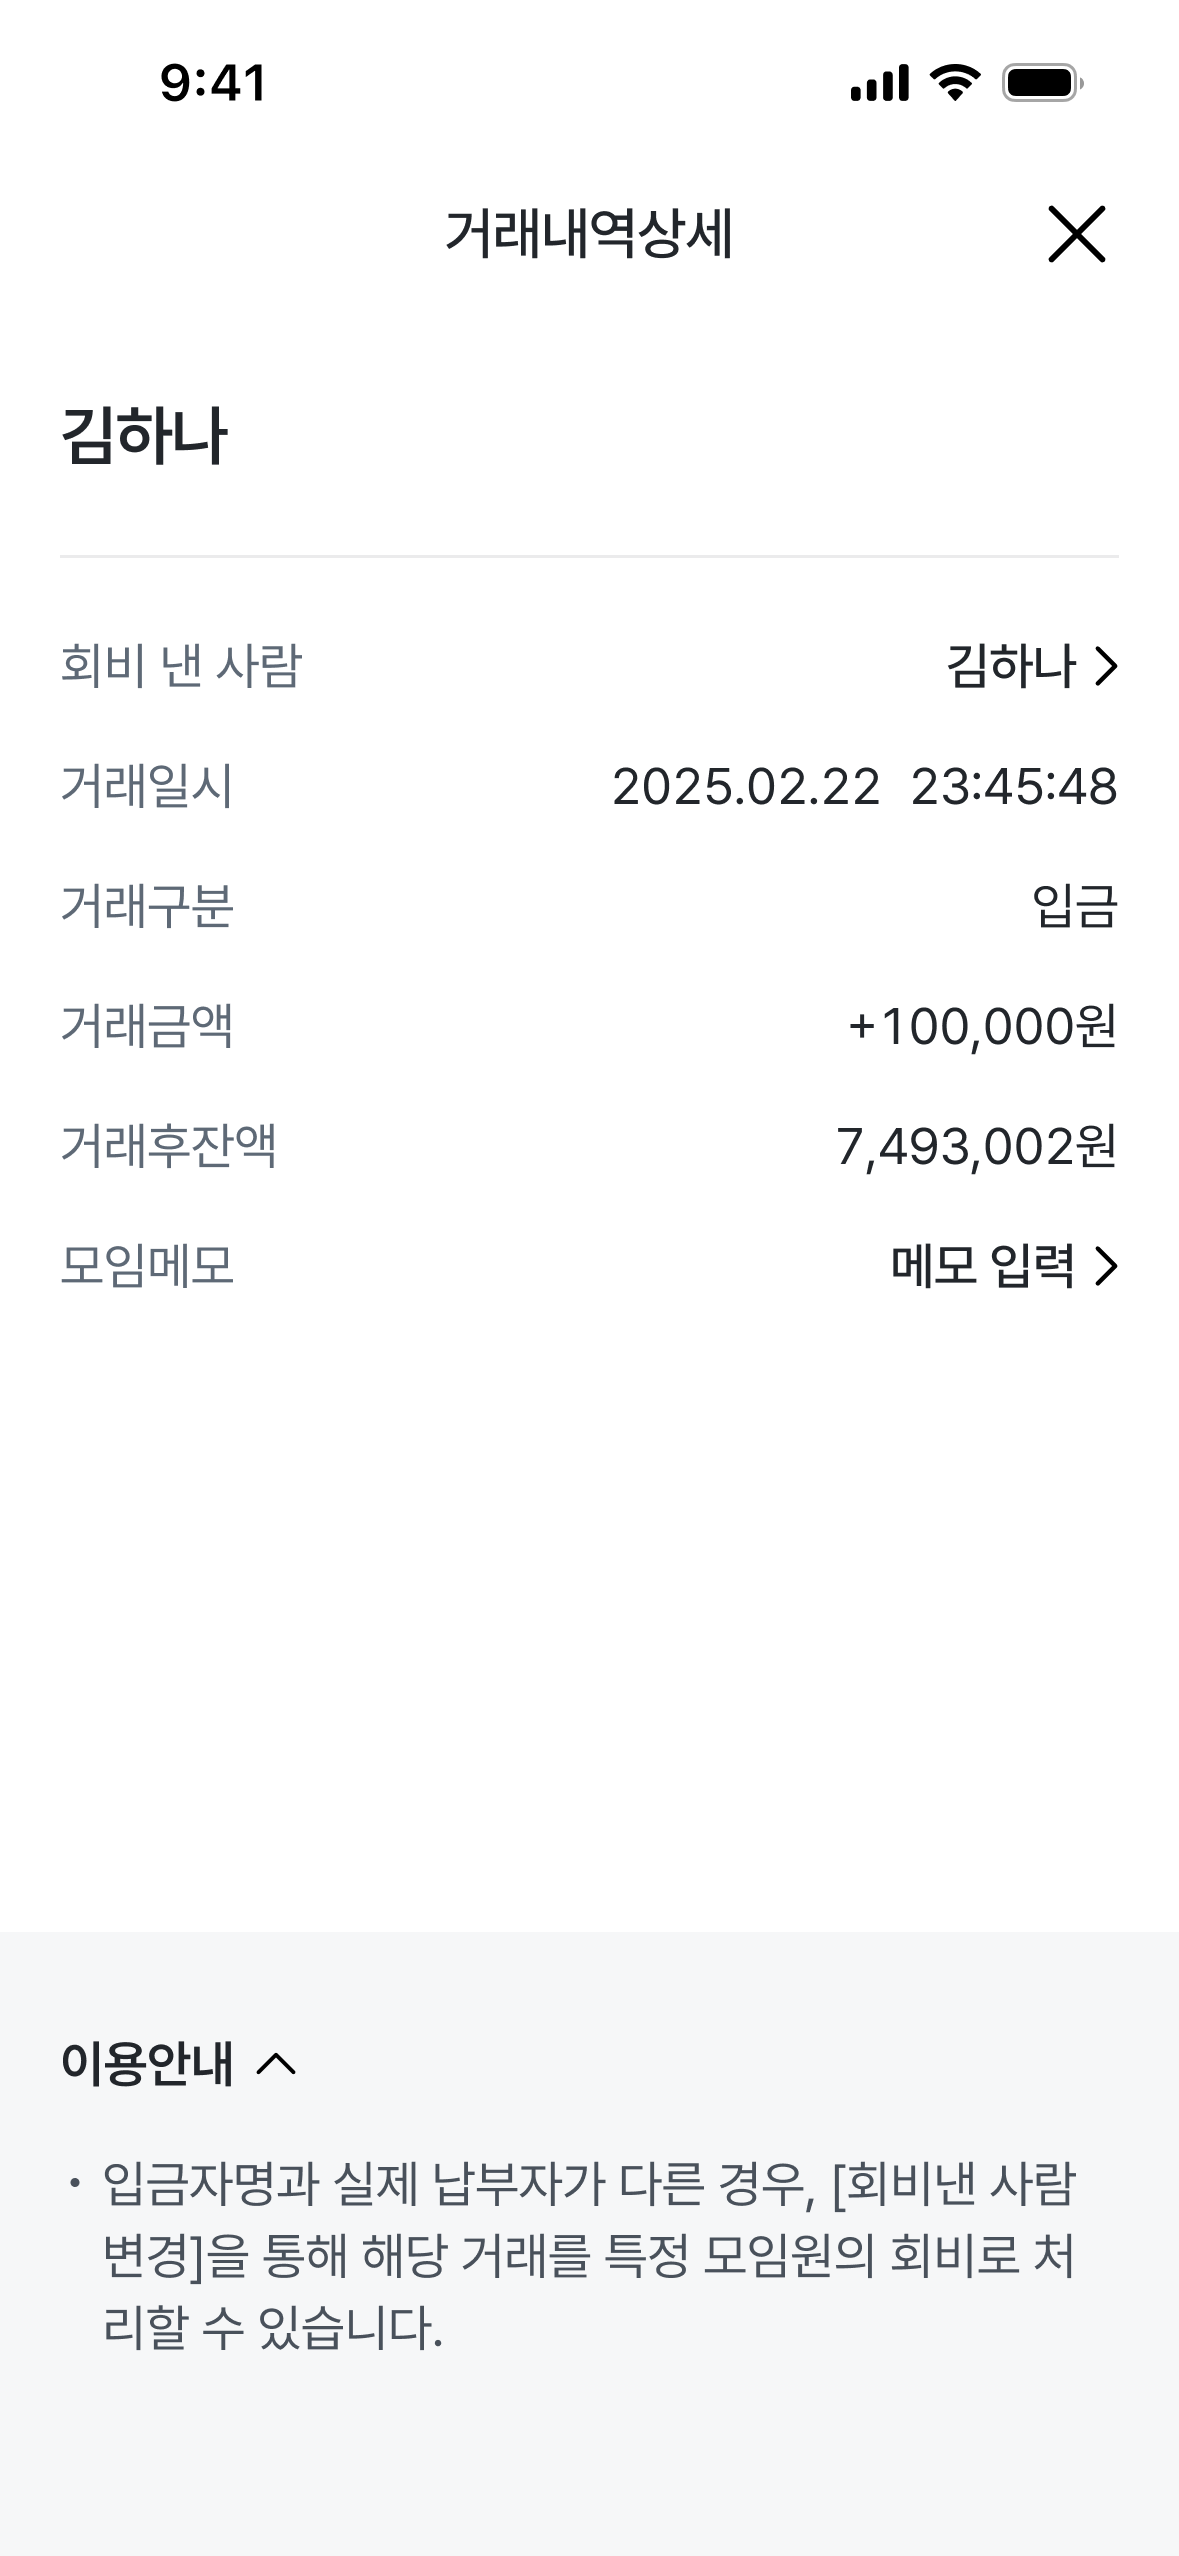 9:41
거래내역상세
김하나
회비 낸 사람 김하나
거래일시 2025.02.22 23:45:48
거래구분 입금
거래금액 +100,000원
거래후잔액 7,493,002원
모임메모 메모 입력
이용안내
• 입금자명과 실제 납부자가 다른 경우, [회비낸 사람
변경]을 통해 해당 거래를 특정 모임원의 회비로 처
리할 수 있습니다.